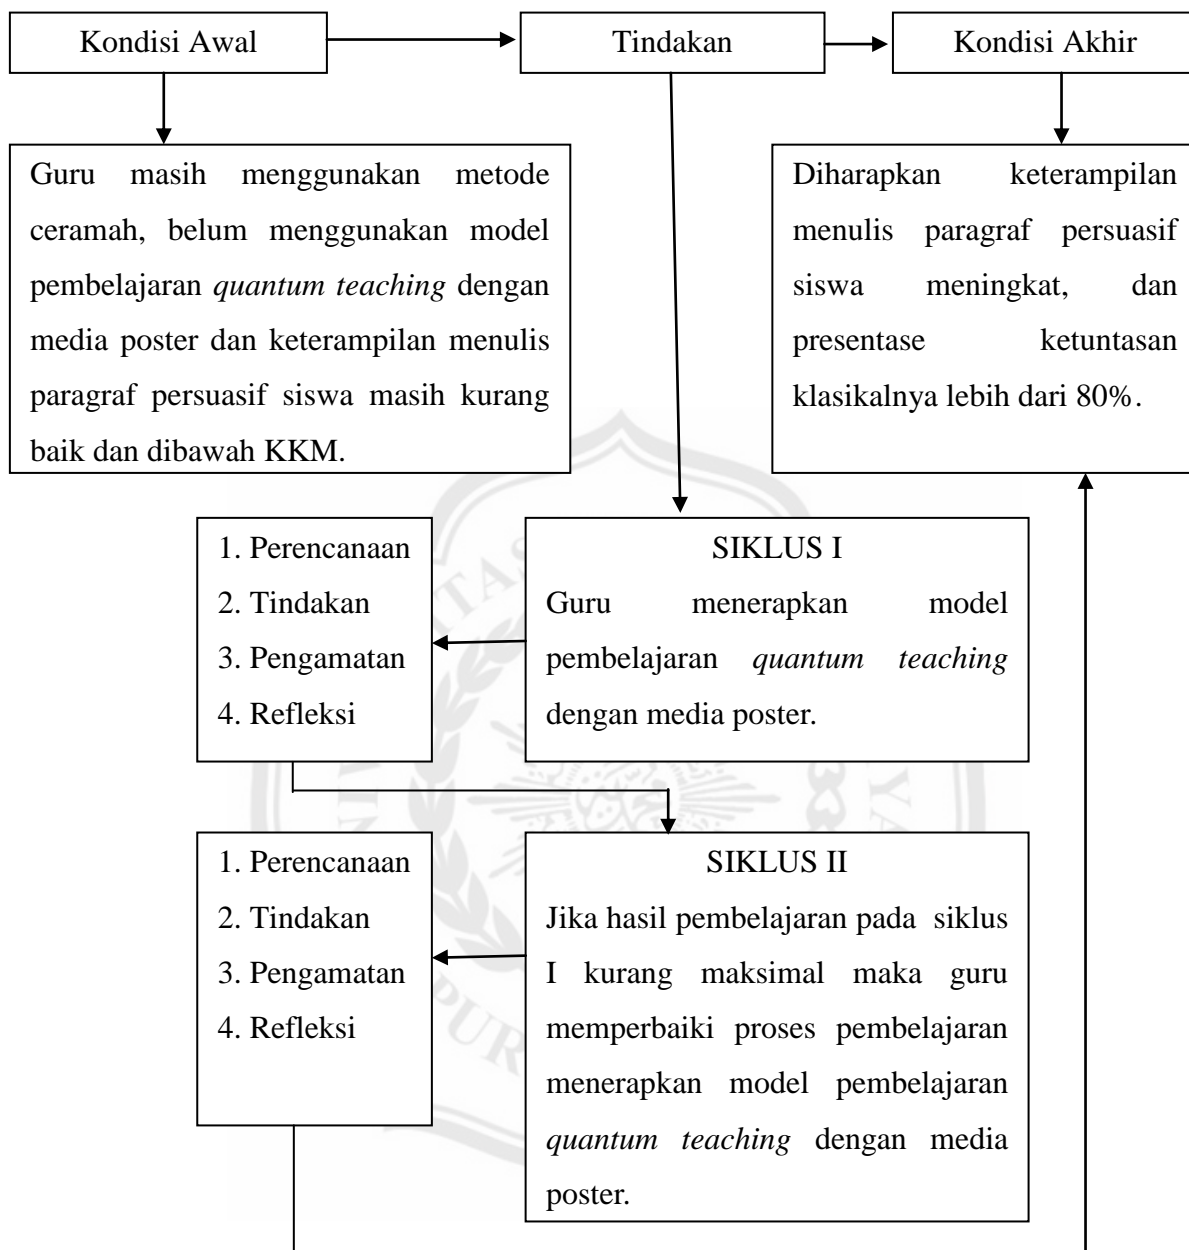 Kondisi Awal
Tindakan
Kondisi Akhir
Guru masih menggunakan metode
ceramah, belum menggunakan model
pembelajaran quantum teaching dengan
media poster dan keterampilan menulis
paragraf persuasif siswa masih kurang
baik dan dibawah KKM.
Diharapkan keterampilan
menulis paragraf persuasif
siswa meningkat, dan
presentase ketuntasan
klasikalnya lebih dari 80%.
1. Perencanaan
2. Tindakan
3. Pengamatan
4. Refleksi
SIKLUS I
Guru menerapkan model
pembelajaran quantum teaching
dengan media poster.
1. Perencanaan
2. Tindakan
3. Pengamatan
4. Refleksi
SIKLUS II
Jika hasil pembelajaran pada siklus
I kurang maksimal maka guru
memperbaiki proses pembelajaran
menerapkan model pembelajaran
quantum teaching dengan media
poster.